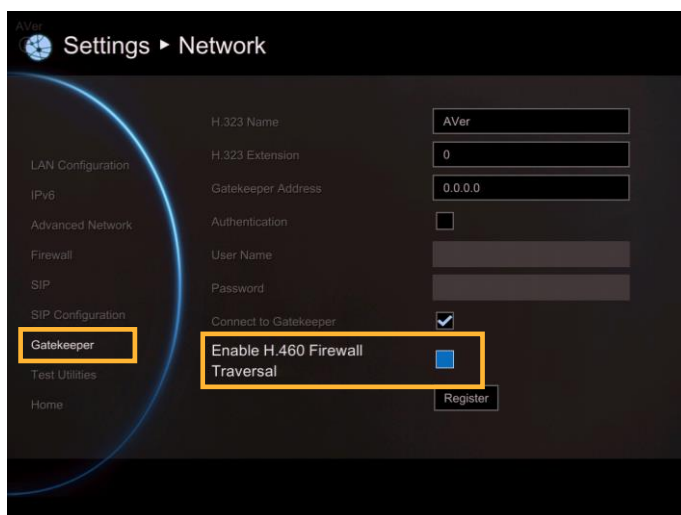 AVer
Settings ▸ Network
H.323 Name
AVer
H.323 Extension
0
Gatekeeper Address
0.0.0.0
Authentication
User Name
Password
Connect to Gatekeeper
Enable H.460 Firewall
Traversal
Register
LAN Configuration
IPv6
Advanced Network
Firewall
SIP
SIP Configuration
Gatekeeper
Test Utilities
Home